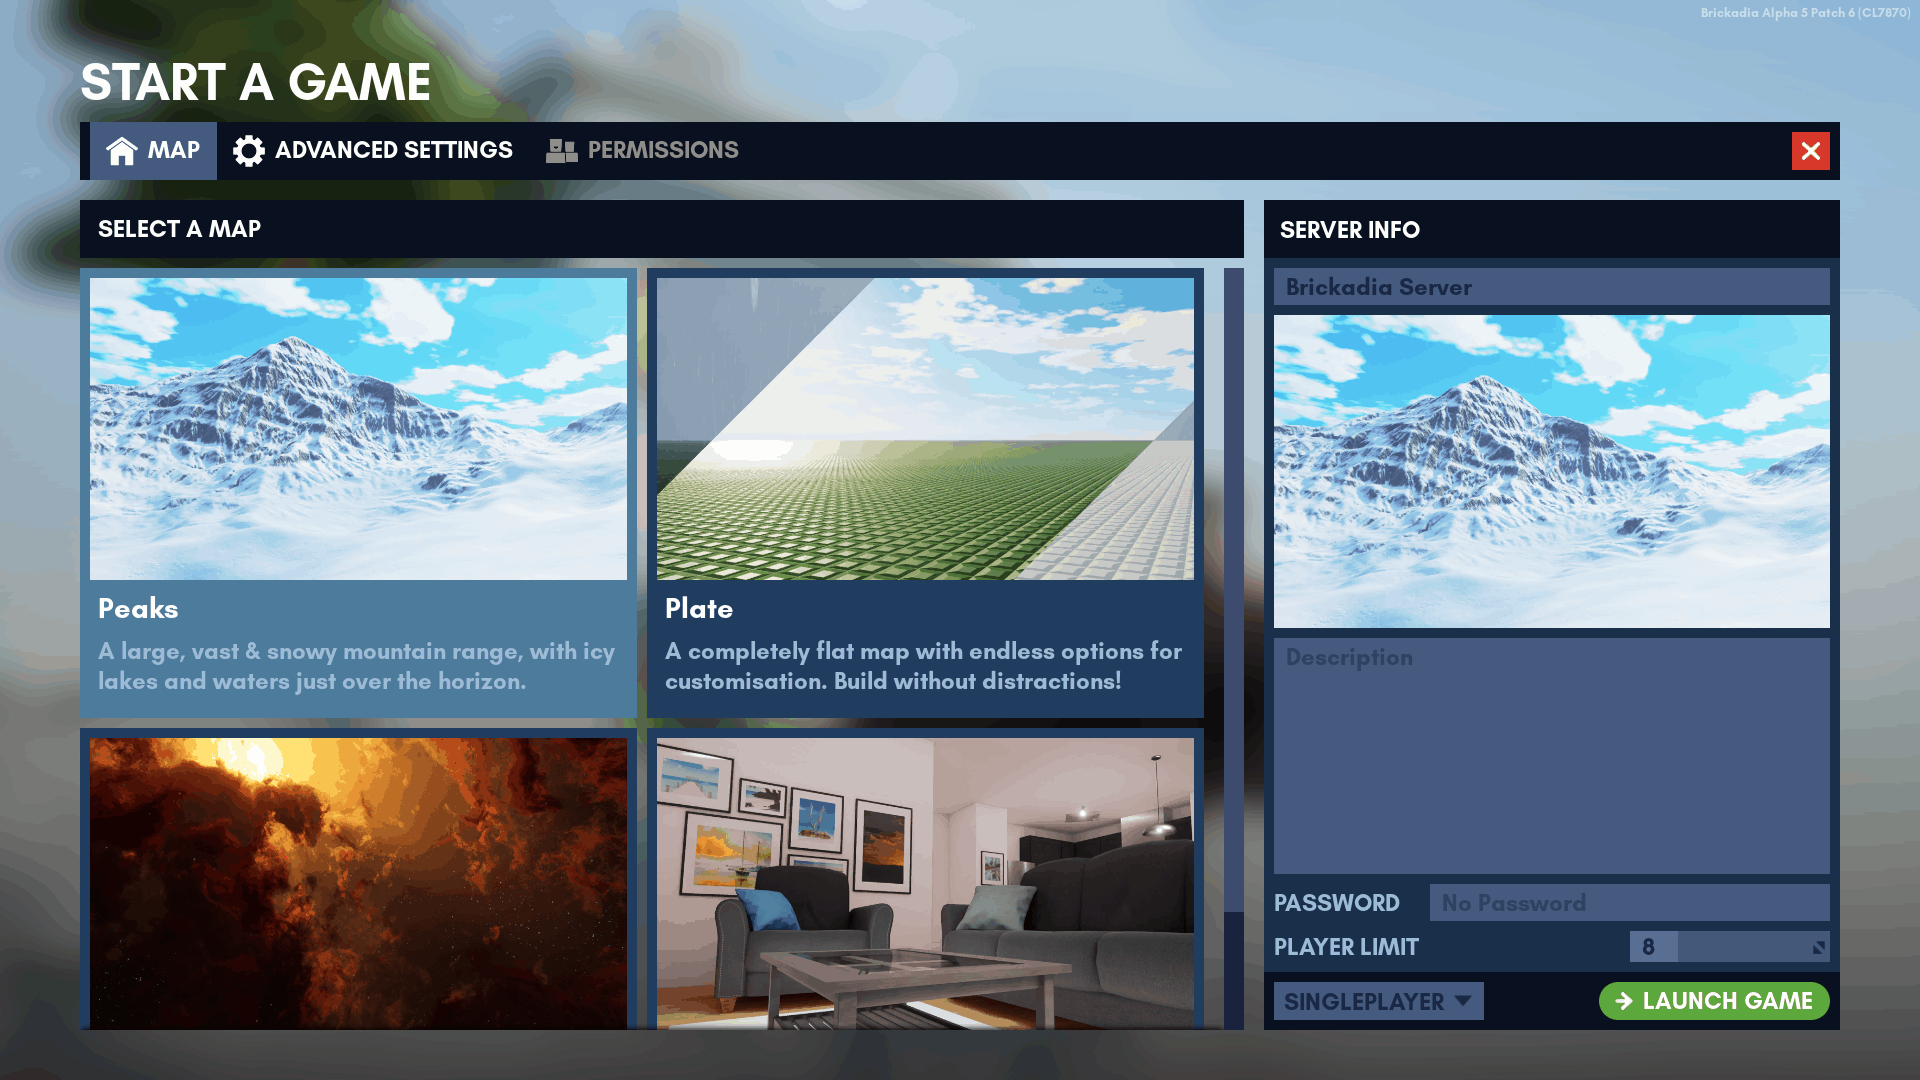 Brickadia Alpha 5 Patch 6 (CL7870)
START A GAME
MAP
ADVANCED SETTINGS
PERMISSIONS
SELECT A MAP
Peaks
A large, vast & snowy mountain range, with icy
lakes and waters just over the horizon.
Plate
A completely flat map with endless options for
customisation. Build without distractions!
SERVER INFO
Brickadia Server
Description
PASSWORD
No Password
PLAYER LIMIT
8
SINGLEPLAYER
LAUNCH GAME